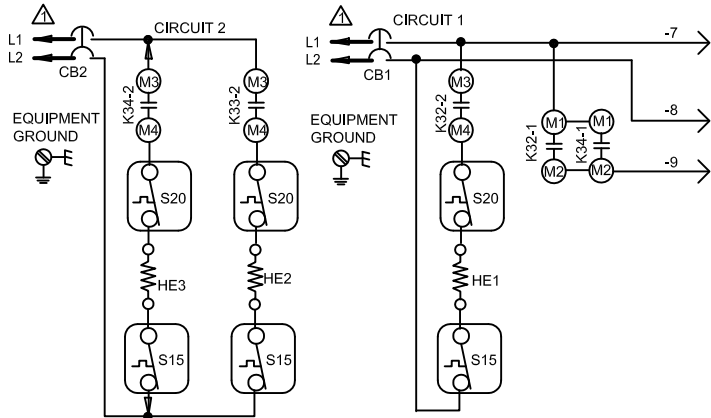 1
CIRCUIT 2
L1
L2
CB2
EQUIPMENT
GROUND
M3
K34-2
M4
S20
HE3
S15
M3
K33-2
M4
S20
HE2
S15
1
CIRCUIT 1
L1
L2
CB1
EQUIPMENT
GROUND
M3
K32-2
M4
S20
HE1
S15
-7
-8
-9
K32-1
M1
M2
K34-1
M1
M2